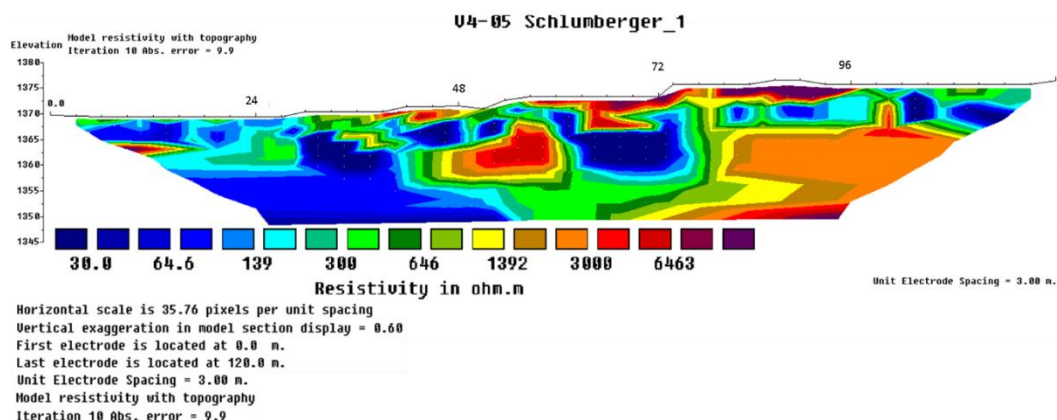 V4-05 Schlumberger_1
Model resistivity with topography
Elevation Iteration 10 Abs. error = 9.9
1380
1375
1370
1365
1360
1355
1350
1345
0.0 24 48 72 96
30.0 64.6 139 300 646 1392 3000 6463
Resistivity in ohm.m
Unit Electrode Spacing = 3.00 m.
Horizontal scale is 35.76 pixels per unit spacing
Vertical exaggeration in model section display = 0.60
First electrode is located at 0.0 m.
Last electrode is located at 120.0 m.
Unit Electrode Spacing = 3.00 m.
Model resistivity with topography
Iteration 10 Abs. error = 9.9